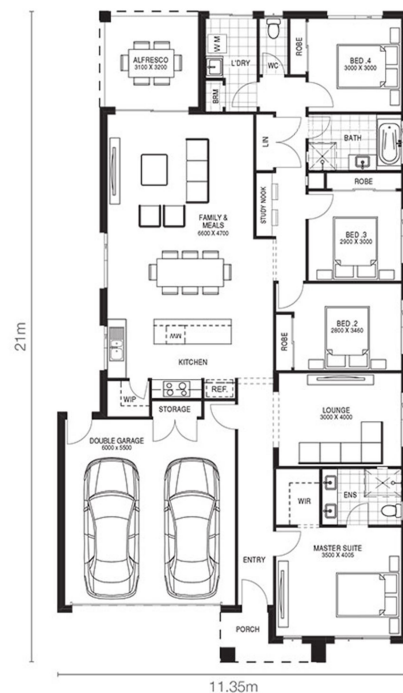 ALFRESCO
3100 X 3200
W M
L'DRY
WC
ROBE
BED .4
3000 X 3000
BRM
LIN
BATH
ROBE
STUDY NOOK
FAMILY &
MEALS
6600 X 4700
BED .3
2900 X 3000
21m
MW
KITCHEN
ROBE
BED .2
2800 X 3460
WIP
REF.
STORAGE
LOUNGE
3000 X 4000
DOUBLE GARAGE
6000 x 5500
WIR
ENS
ENTRY
MASTER SUITE
3500 X 4005
PORCH
11.35m